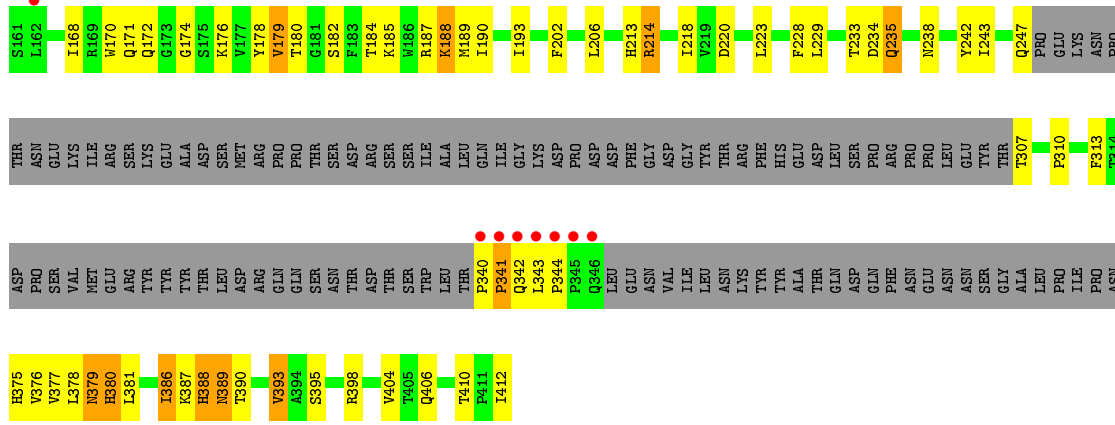 S161 L162 I168 R169 W170 Q171 Q172 G173 G174 S175 K176 V177 Y178 V179 T180 G181 S182 F183 T184 K185 W186 R187 K188 M189 I190 I193 F202 L206 H213 R214 I218 V219 D220 L223 F228 L229 T233 D234 Q235 N238 Y242 I243 Q247 PRO GLU LYS ASN PRO
THR ASN GLU LYS ILE ARG SER LYS GLU ALA ASP SER MET ARG PRO PRO THR SER ASP ARG SER SER ILE ALA LEU GLN ILE GLY LYS ASP PRO ASP ASP PHE GLY ASP GLY TYR THR ARG PHE HIS GLU ASP LEU SER PRO ARG PRO PRO LEU GLU TYR THR T307 P310 F313 T314
ASP PRO SER VAL MET GLU ARG TYR TYR TYR THR LEU ASP ARG GLN GLN SER ASN THR ASP THR SER TRP LEU THR P340 P341 Q342 L343 P344 P345 Q346 LEU GLU ASN VAL ILE LEU ASN LYS TYR TYR ALA THR GLN ASP GLN PHE ASN GLU ASN ASN SER GLY ALA LEU PRO ILE PRO ASN
H375 V376 V377 L378 N379 H380 L381 I386 K387 H388 N389 T390 V393 A394 S395 R398 V404 T405 Q406 T410 P411 I412